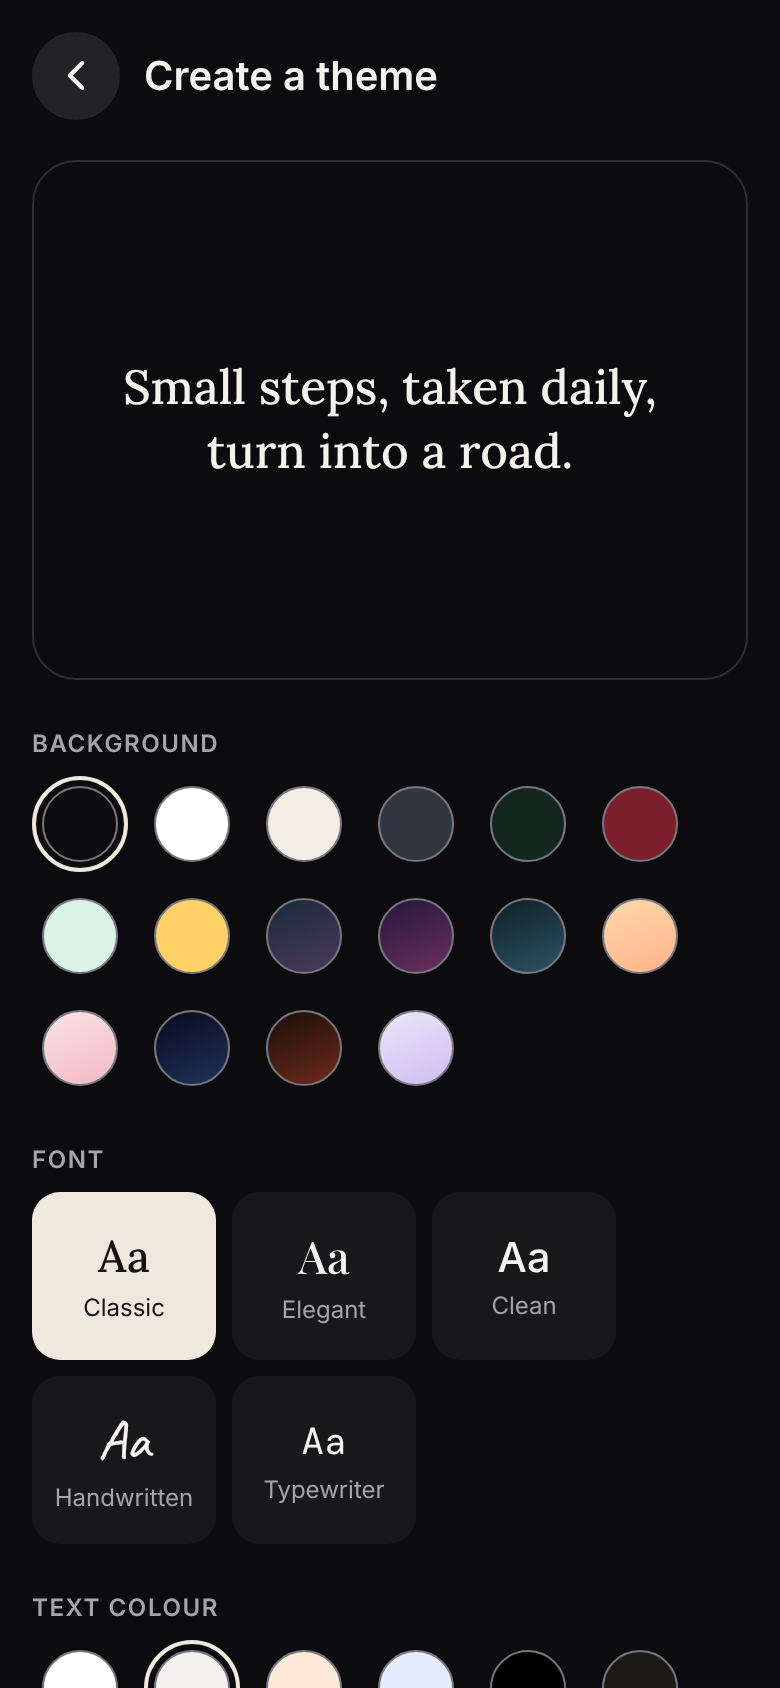 Create a theme
Small steps, taken daily,
turn into a road.
BACKGROUND
FONT
Aa
Classic
Aa
Elegant
Aa
Clean
Aa
Handwritten
Aa
Typewriter
TEXT COLOUR